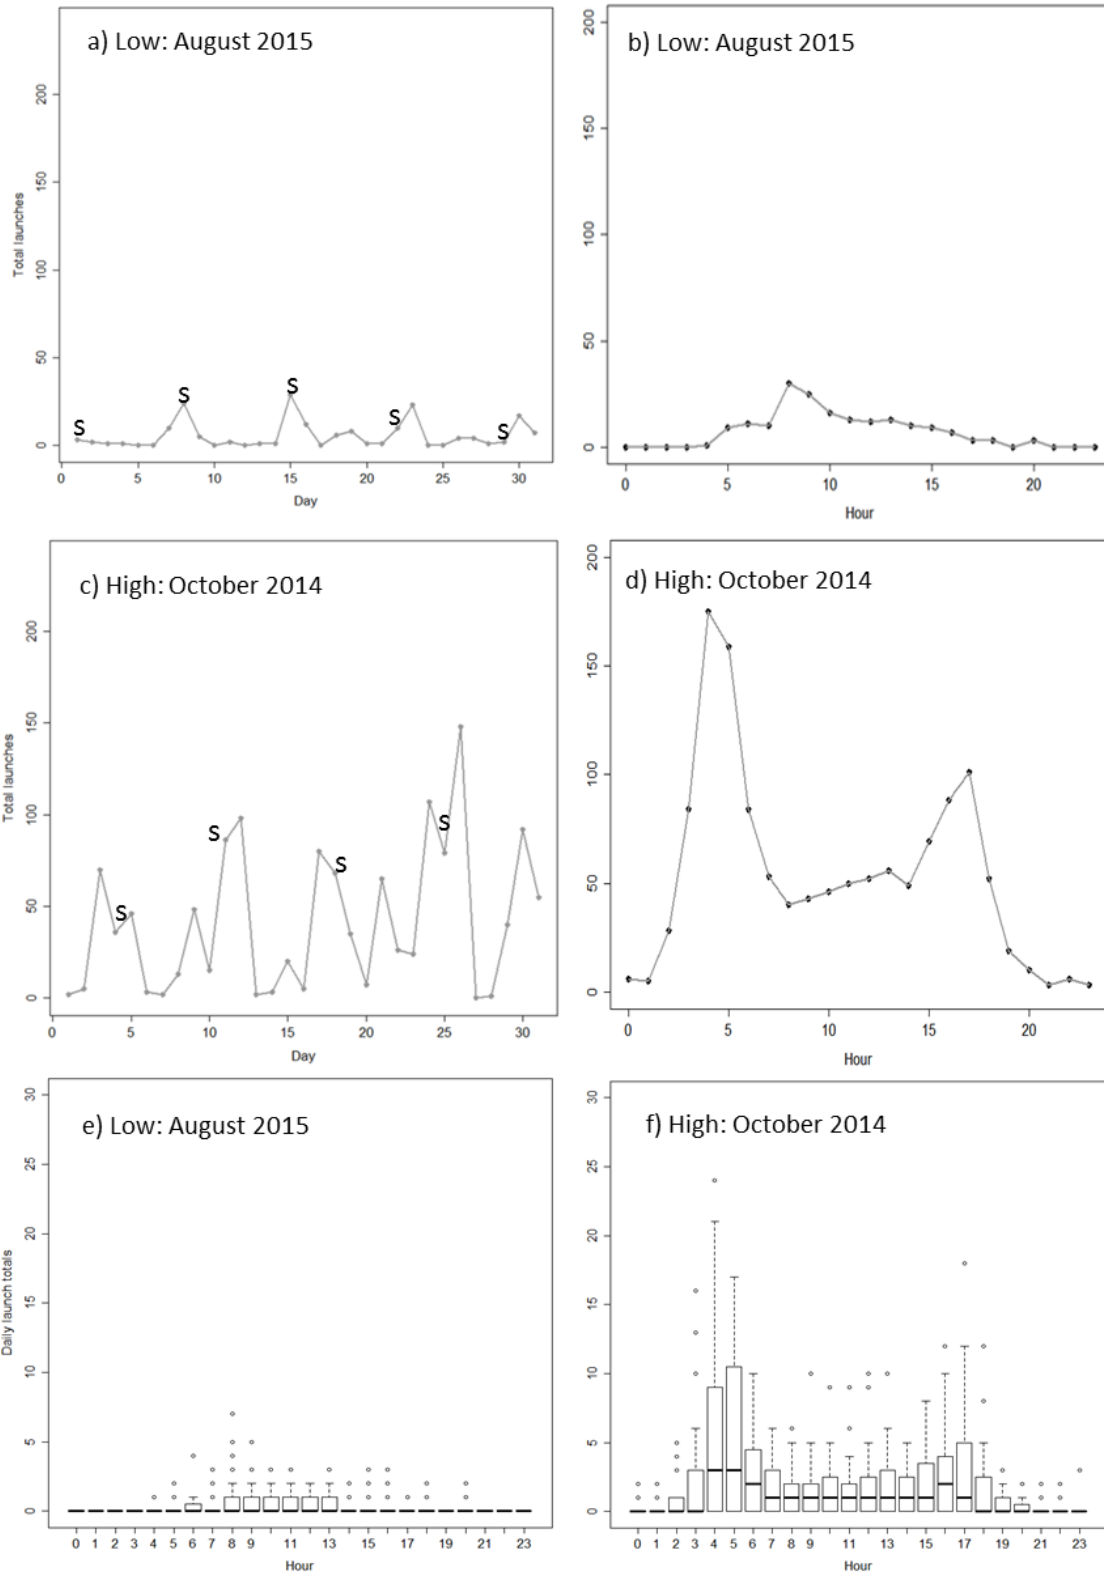 a) Low: August 2015
Total launches
200
150
100
50
0
S
S
S
S
S
0 5 10 15 20 25 30
Day
b) Low: August 2015
200
150
100
50
0
0 5 10 15 20
Hour
c) High: October 2014
Total launches
200
150
100
50
0
S
S
S
S
0 5 10 15 20 25 30
Day
d) High: October 2014
200
150
100
50
0
0 5 10 15 20
Hour
e) Low: August 2015
Daily launch totals
30
25
20
15
10
5
0
0 1 2 3 4 5 6 7 8 9 11 13 15 17 19 21 23
Hour
f) High: October 2014
30
25
20
15
10
5
0
0 1 2 3 4 5 6 7 8 9 11 13 15 17 19 21 23
Hour